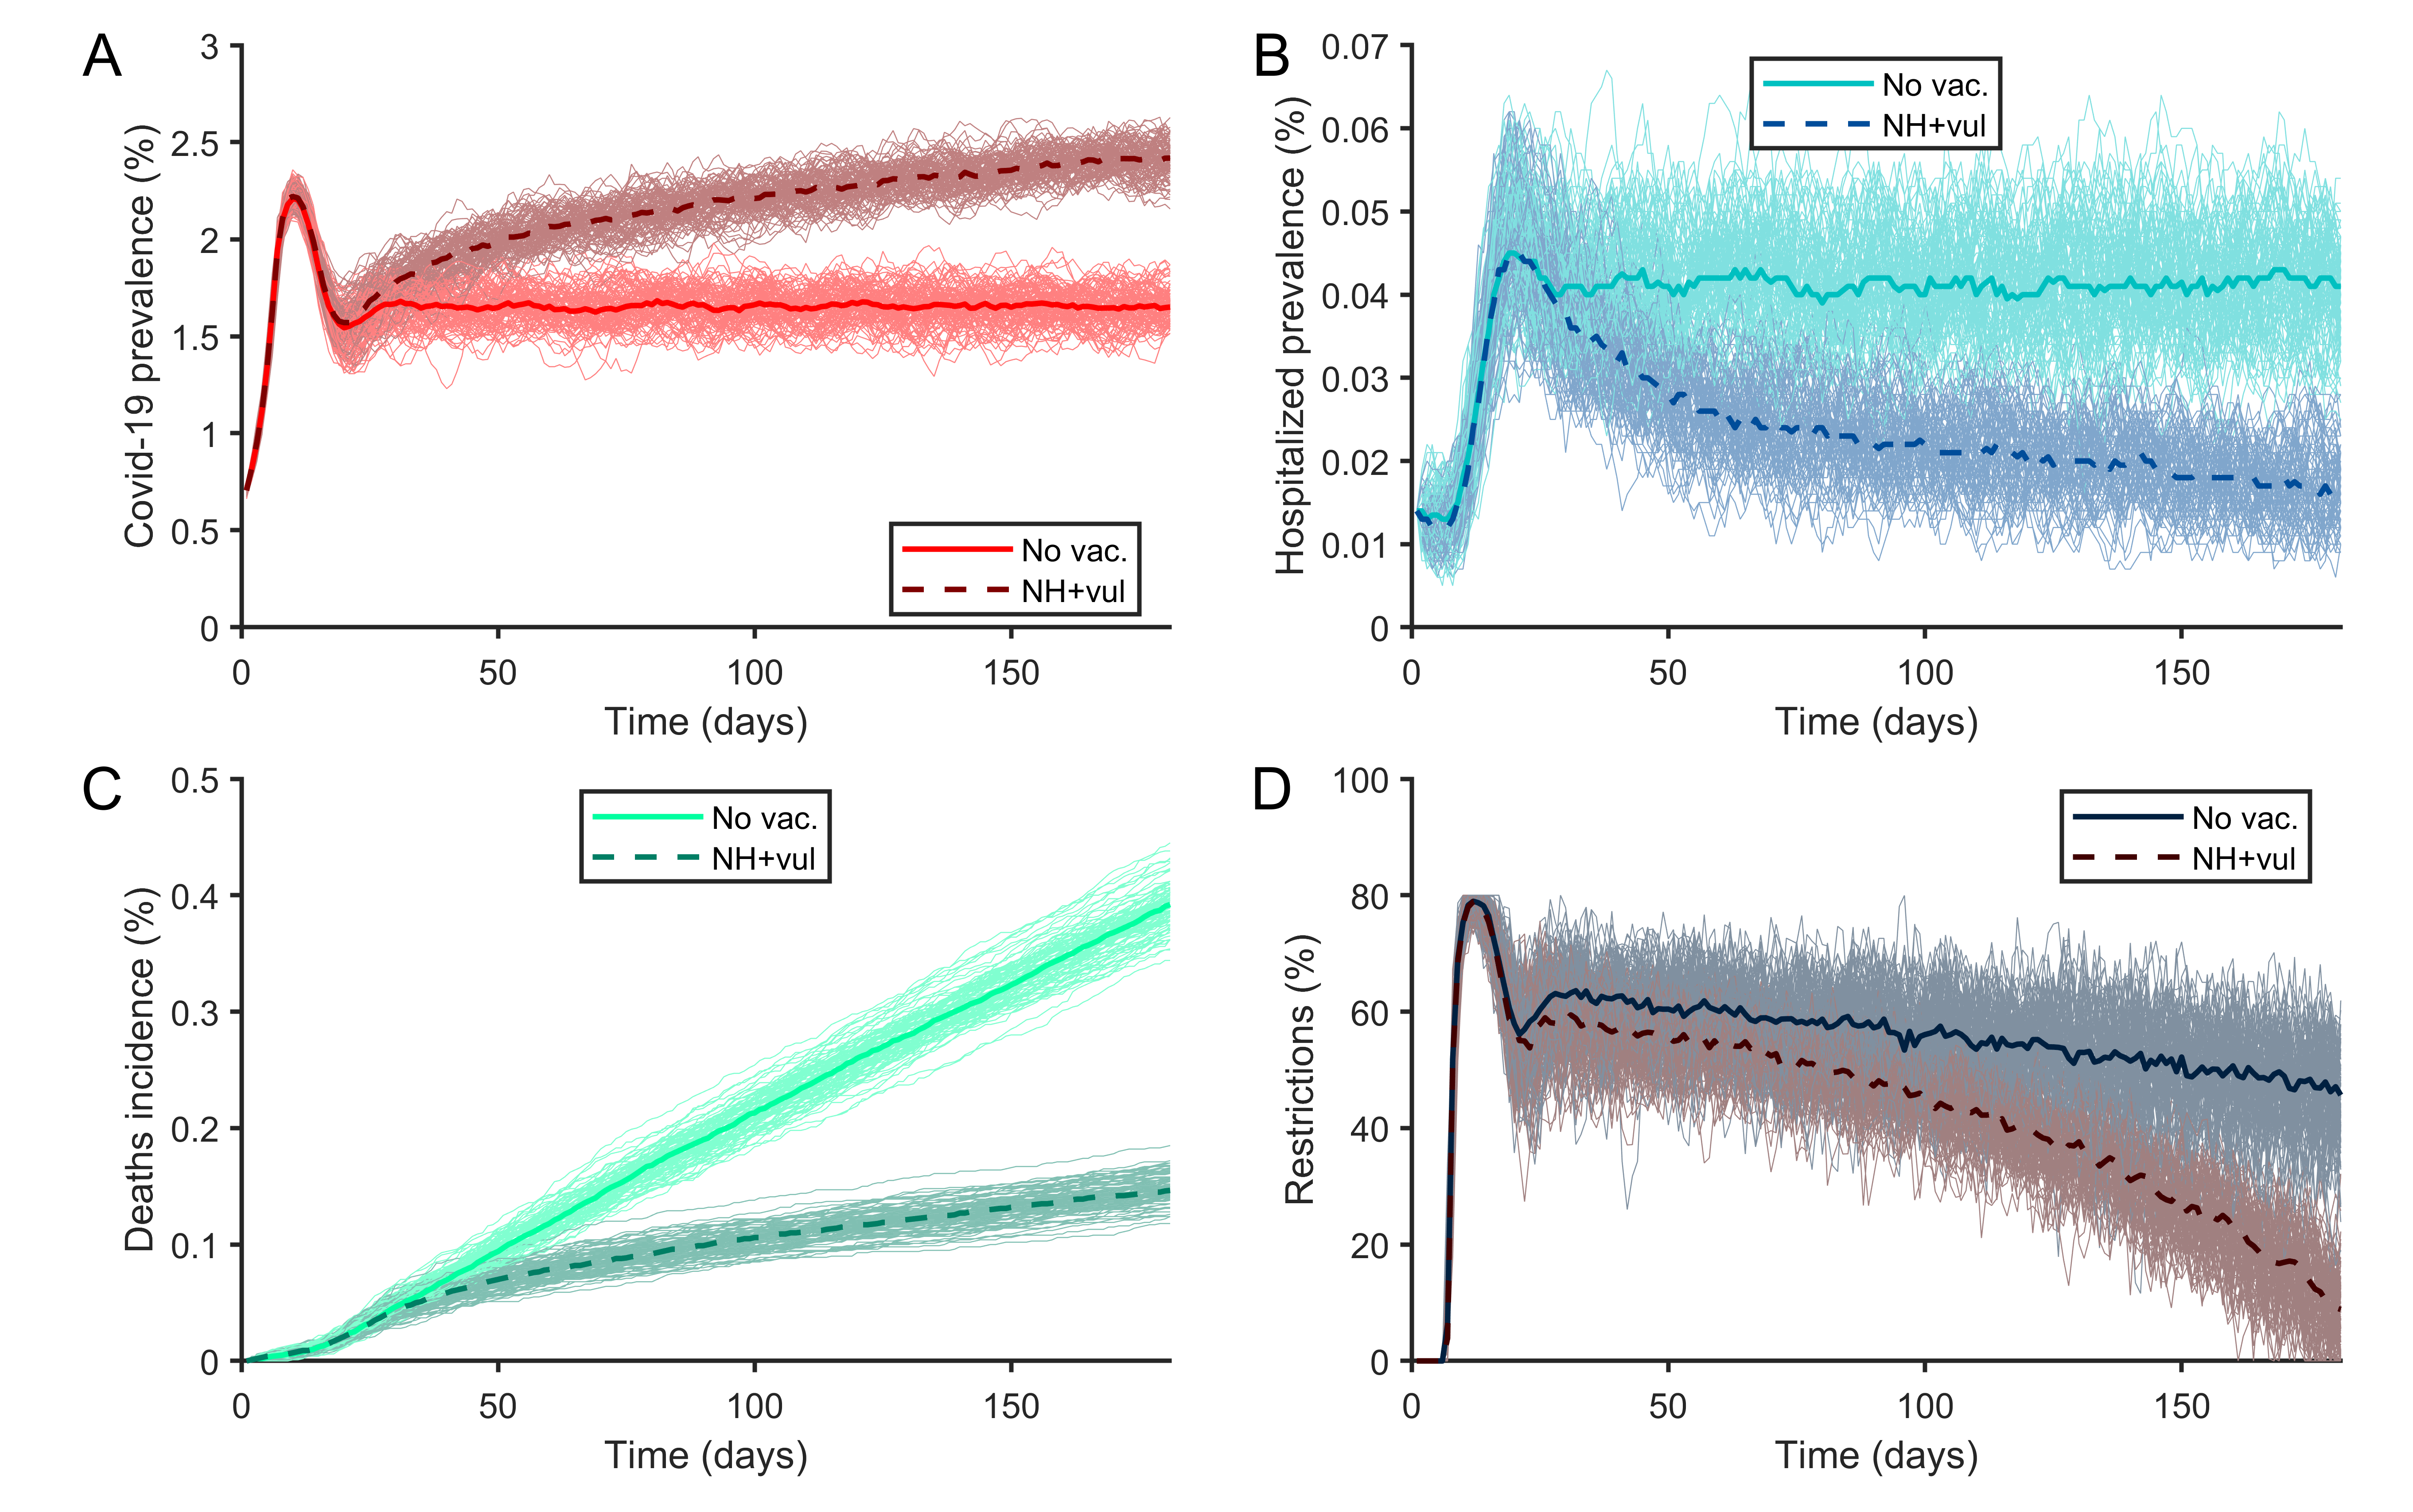 A
Covid-19 prevalence (%)
3
2.5
2
1.5
1
0.5
0
No vac.
NH+vul
0 50 100 150
Time (days)
B
Hospitalized prevalence (%)
0.07
0.06
0.05
0.04
0.03
0.02
0.01
0
No vac.
NH+vul
0 50 100 150
Time (days)
C
Deaths incidence (%)
0.5
0.4
0.3
0.2
0.1
0
No vac.
NH+vul
0 50 100 150
Time (days)
D
Restrictions (%)
100
80
60
40
20
0
No vac.
NH+vul
0 50 100 150
Time (days)